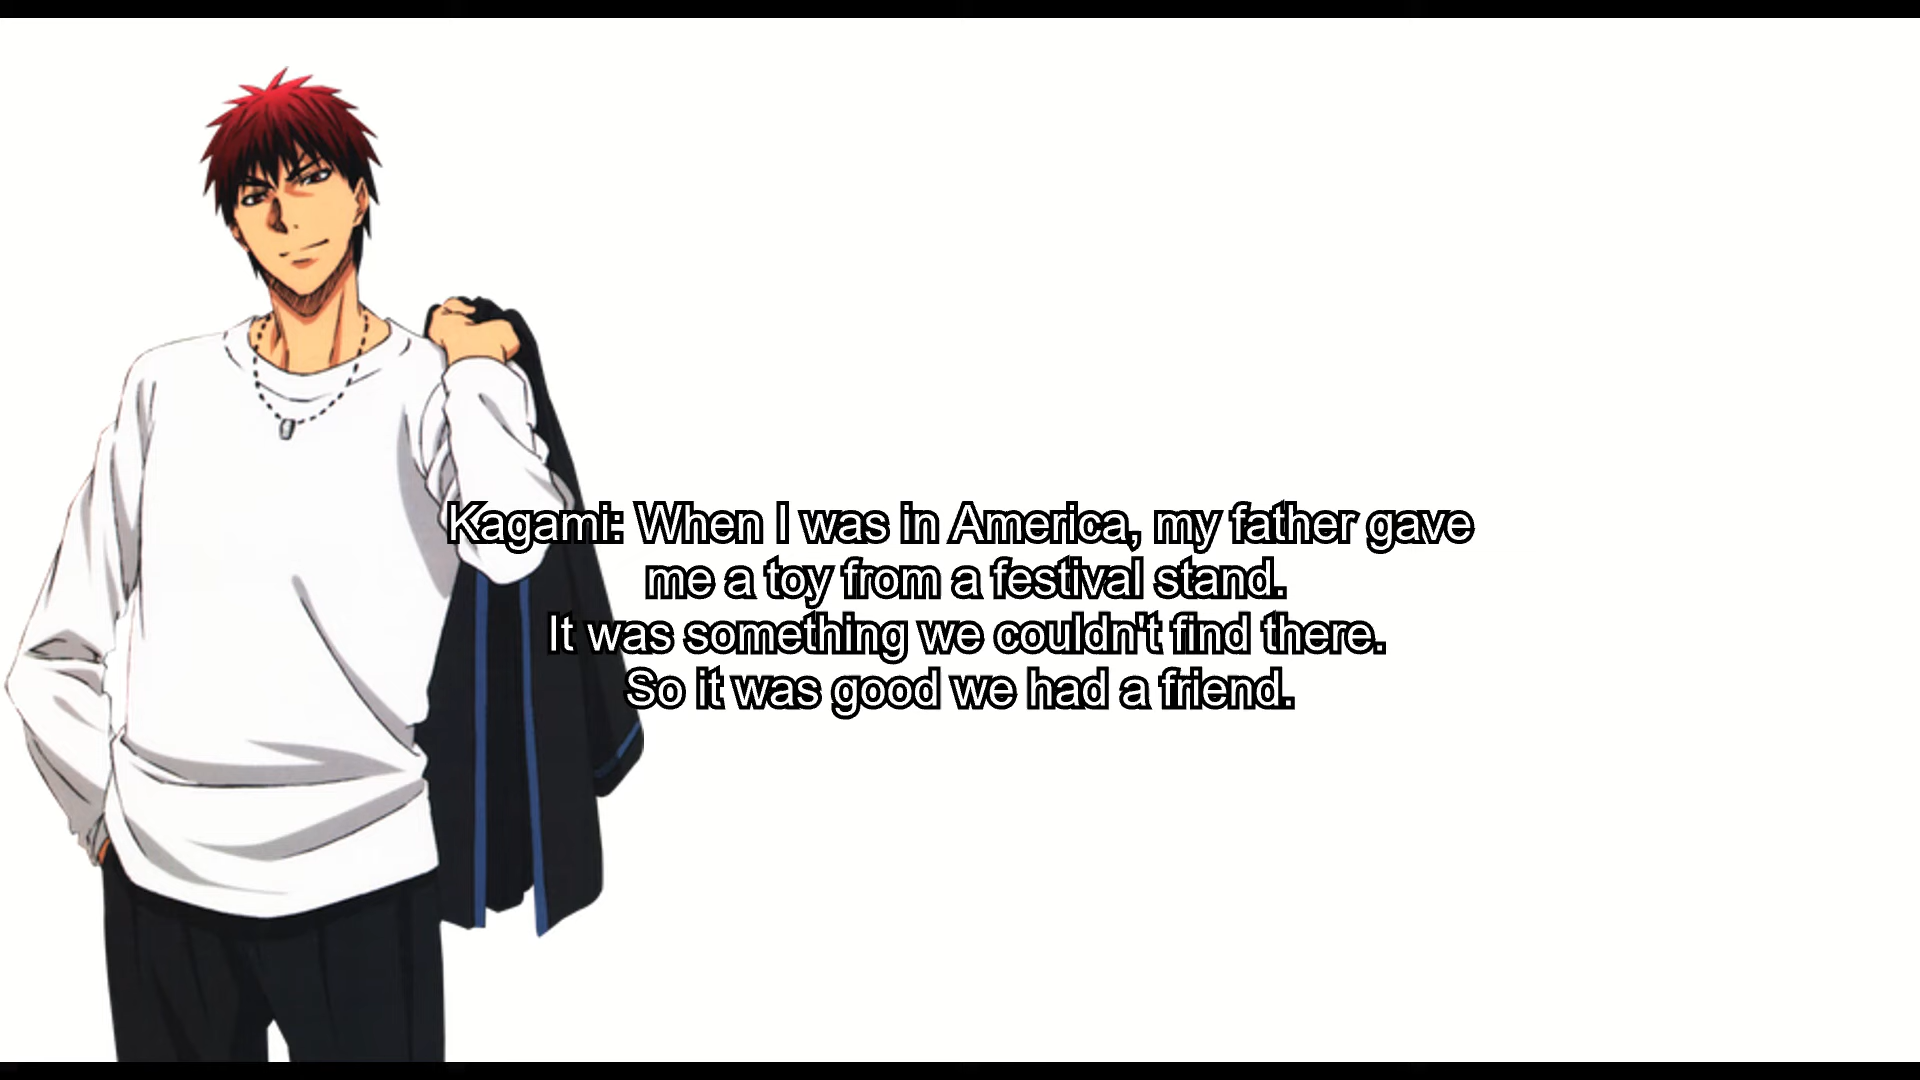 Kagami: When I was in America, my father gave
me a toy from a festival stand.
It was something we couldn't find there.
So it was good we had a friend.